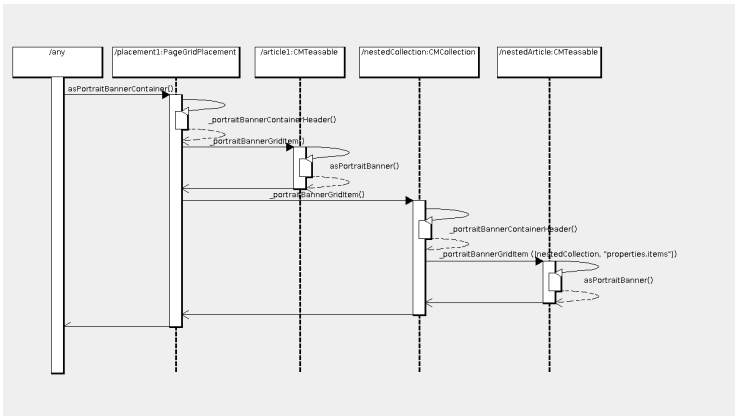 /any
/placement1:PageGridPlacement
/article1:CMTeasable
/nestedCollection:CMCollection
/nestedArticle:CMTeasable
asPortraitBannerContainer()
_portraitBannerContainerHeader()
_portraitBannerGridItem()
asPortraitBanner()
_portraitBannerGridItem()
_portraitBannerContainerHeader()
_portraitBannerGridItem ([nestedCollection, "properties.items"])
asPortraitBanner()